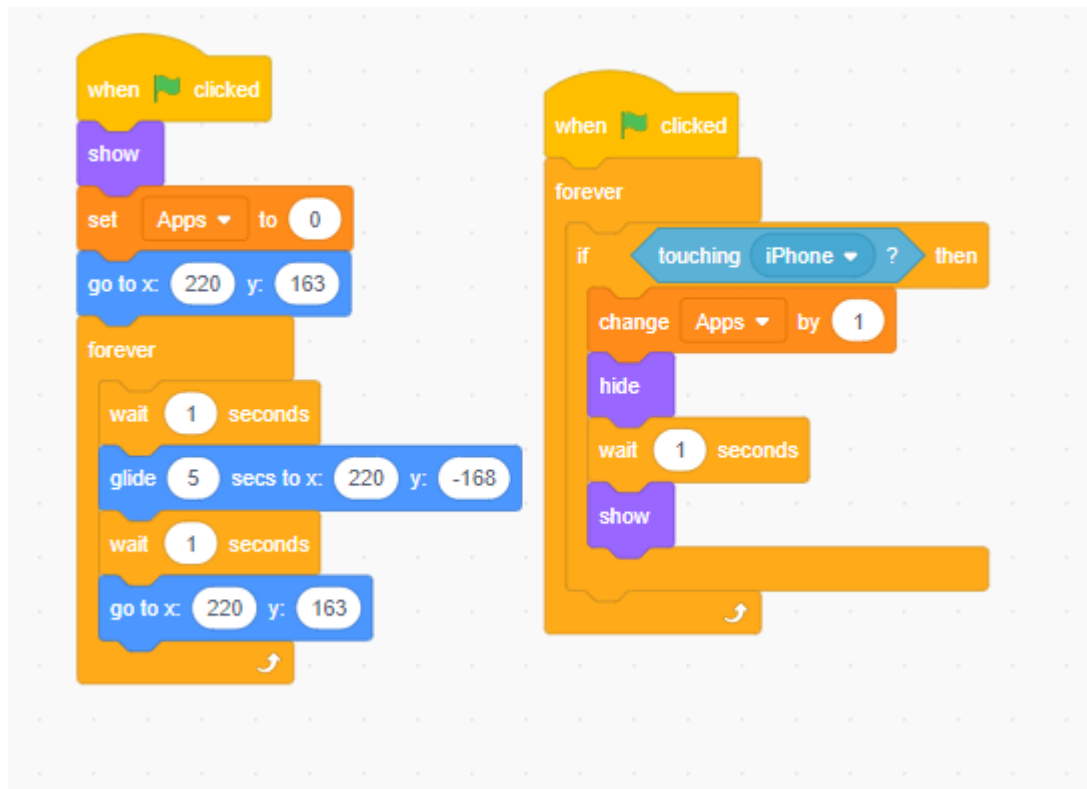 when clicked
show
set Apps to 0
go to x: 220 y: 163
forever
wait 1 seconds
glide 5 secs to x: 220 y: -168
wait 1 seconds
go to x: 220 y: 163
when clicked
forever
if touching iPhone ? then
change Apps by 1
hide
wait 1 seconds
show